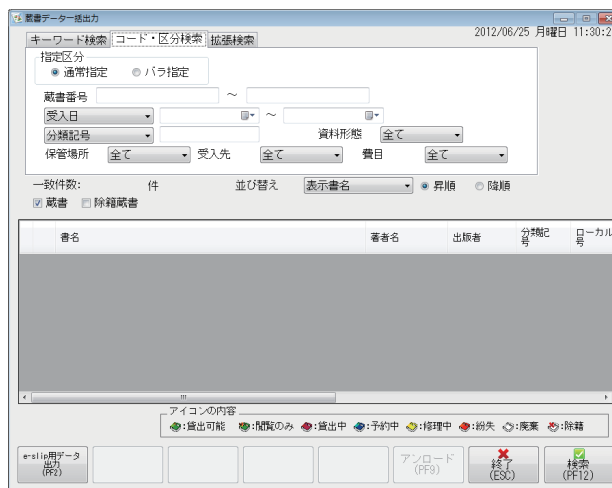 蔵書データー括出力
2012/06/25 月曜日 11:30:2
キーワード検索 コード・区分検索 拡張検索
指定区分
通常指定 バラ指定
蔵書番号 ～
受入日 ～
分類記号 資料形態 全て
保管場所 全て 受入先 全て 費目 全て
一致件数: 件 並び替え 表示書名 昇順 降順
蔵書 除籍蔵書
書名 著者名 出版者 分類記号 ローカル号
アイコンの内容
:貸出可能 :閲覧のみ :貸出中 :予約中 :修理中 :紛失 :廃棄 :除籍
e-slip用データ出力(PF2) アンロード(PF9) 終了(ESC) 検索(PF12)